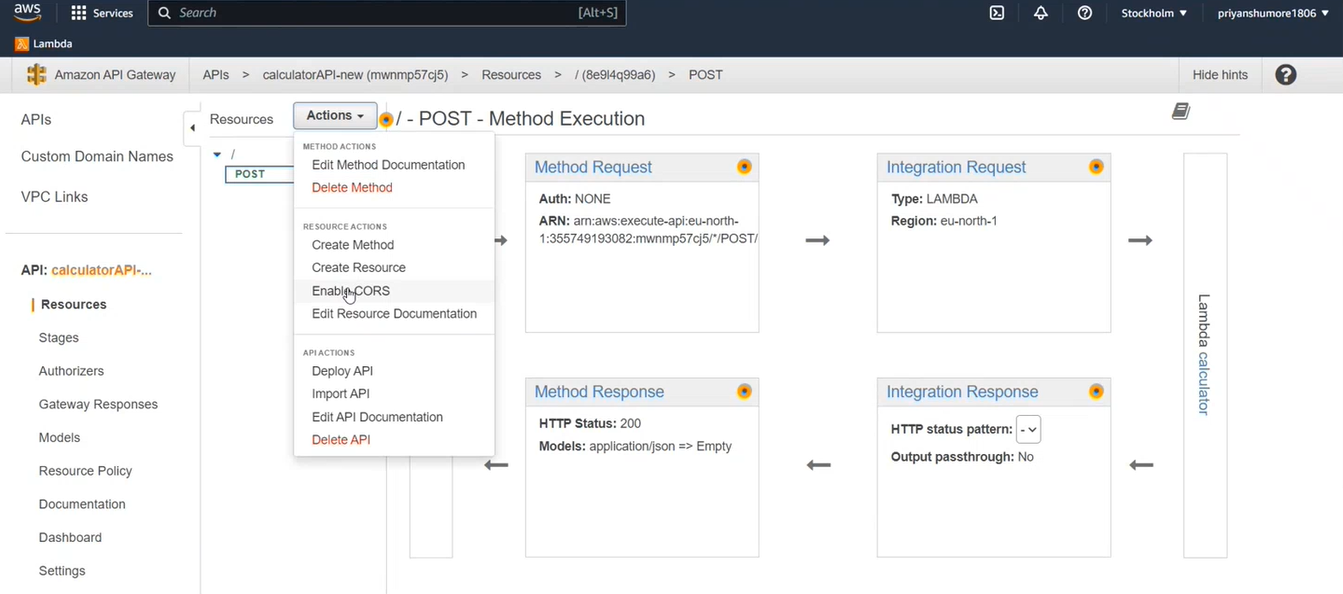 aws
Services
Search
[Alt+S]
Stockholm
priyanshumore1806
Lambda
Amazon API Gateway
APIs > calculatorAPI-new (mwnmp57cj5) > Resources > / (8e9l4q99a6) > POST
Hide hints
?
APIs
Custom Domain Names
VPC Links
API: calculatorAPI-...
Resources
Stages
Authorizers
Gateway Responses
Models
Resource Policy
Documentation
Dashboard
Settings
Resources
Actions
/
POST
METHOD ACTIONS
Edit Method Documentation
Delete Method
RESOURCE ACTIONS
Create Method
Create Resource
Enable CORS
Edit Resource Documentation
API ACTIONS
Deploy API
Import API
Edit API Documentation
Delete API
/ - POST - Method Execution
Method Request
Auth: NONE
ARN: arn:aws:execute-api:eu-north-
1:355749193082:mwnmp57cj5/*/POST/
Integration Request
Type: LAMBDA
Region: eu-north-1
Method Response
HTTP Status: 200
Models: application/json => Empty
Integration Response
HTTP status pattern: -
Output passthrough: No
Lambda calculator